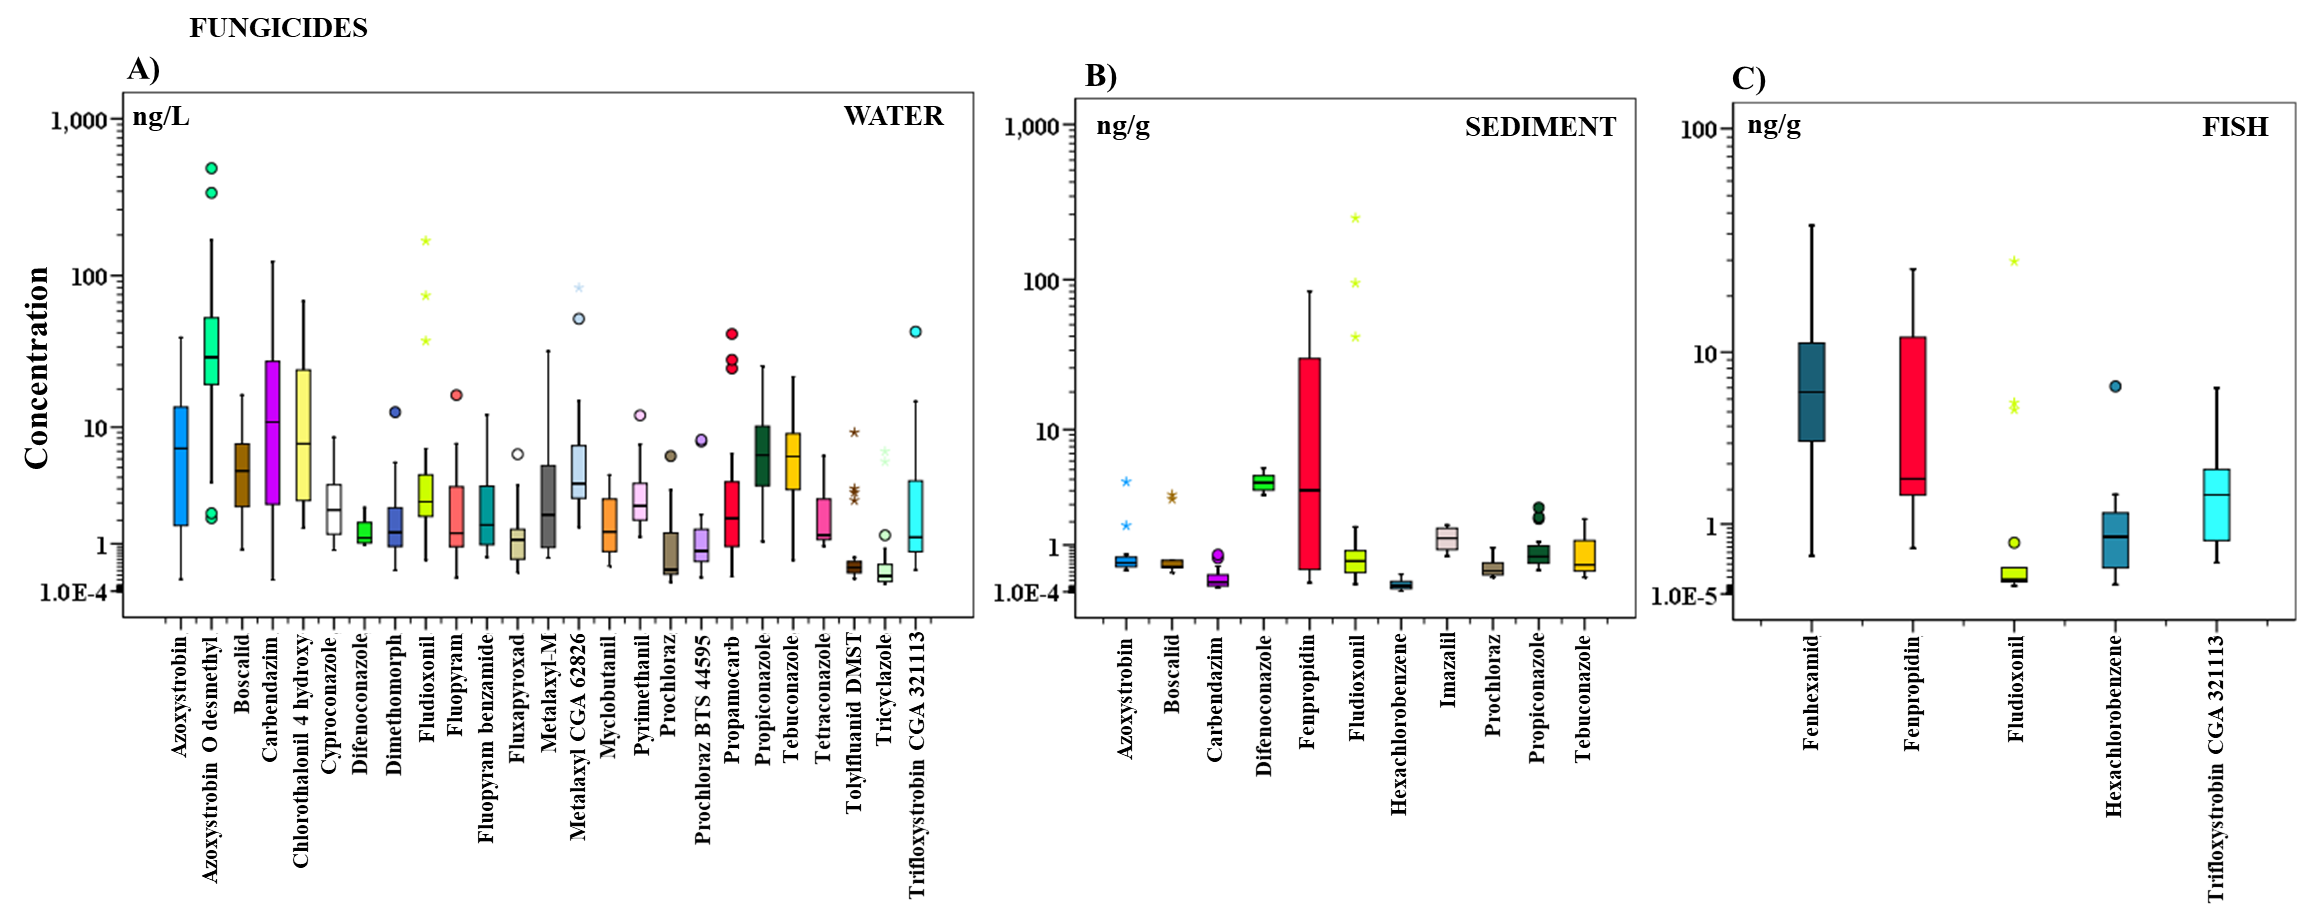 FUNGICIDES
A)
ng/L
WATER
1,000
100
10
1
1.0E-4
Concentration
Azoxystrobin
Azoxystrobin O desmethyl
Boscalid
Carbendazim
Chlorothalonil 4 hydroxy
Cyproconazole
Difenoconazole
Dimethomorph
Fludioxonil
Fluopyram
Fluopyram benzamide
Fluxapyroxad
Metalaxyl-M
Metalaxyl CGA 62826
Myclobutanil
Pyrimethanil
Prochloraz
Prochloraz BTS 44595
Propamocarb
Propiconazole
Tebuconazole
Tetraconazole
Tolylfluanid DMST
Tricyclazole
Trifloxystrobin CGA 321113
B)
ng/g
SEDIMENT
1,000
100
10
1
1.0E-4
Azoxystrobin
Boscalid
Carbendazim
Difenoconazole
Fenpropidin
Fludioxonil
Hexachlorobenzene
Imazalil
Prochloraz
Propiconazole
Tebuconazole
C)
ng/g
FISH
100
10
1
1.0E-5
Fenhexamid
Fenpropidin
Fludioxonil
Hexachlorobenzene
Trifloxystrobin CGA 321113